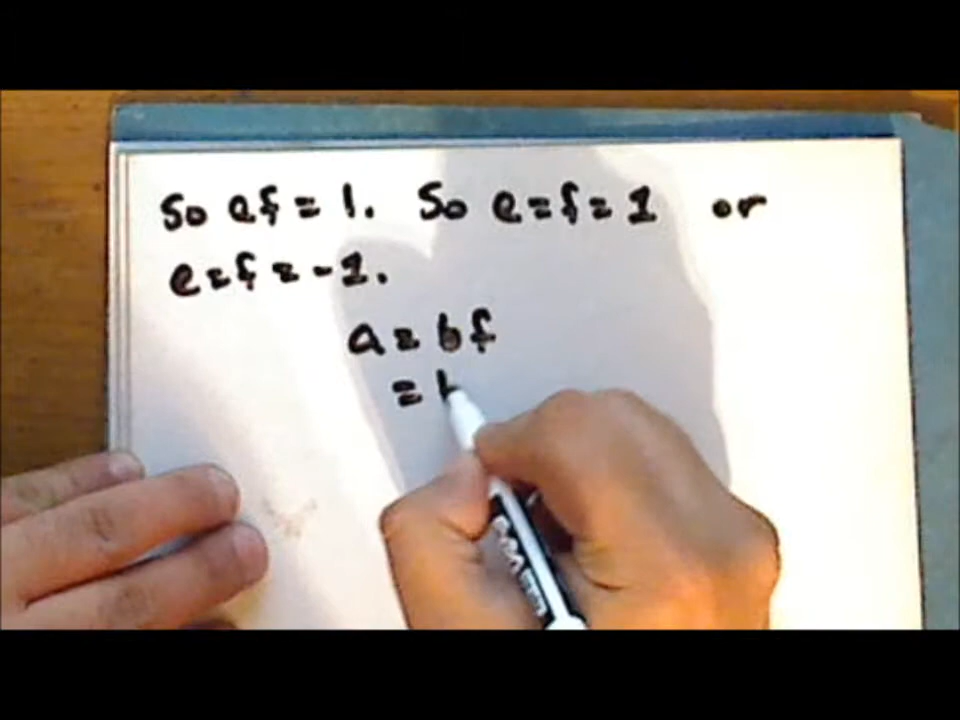 So ef = 1. So e = f = 1 or
e = f = -1.
a = bf
= b